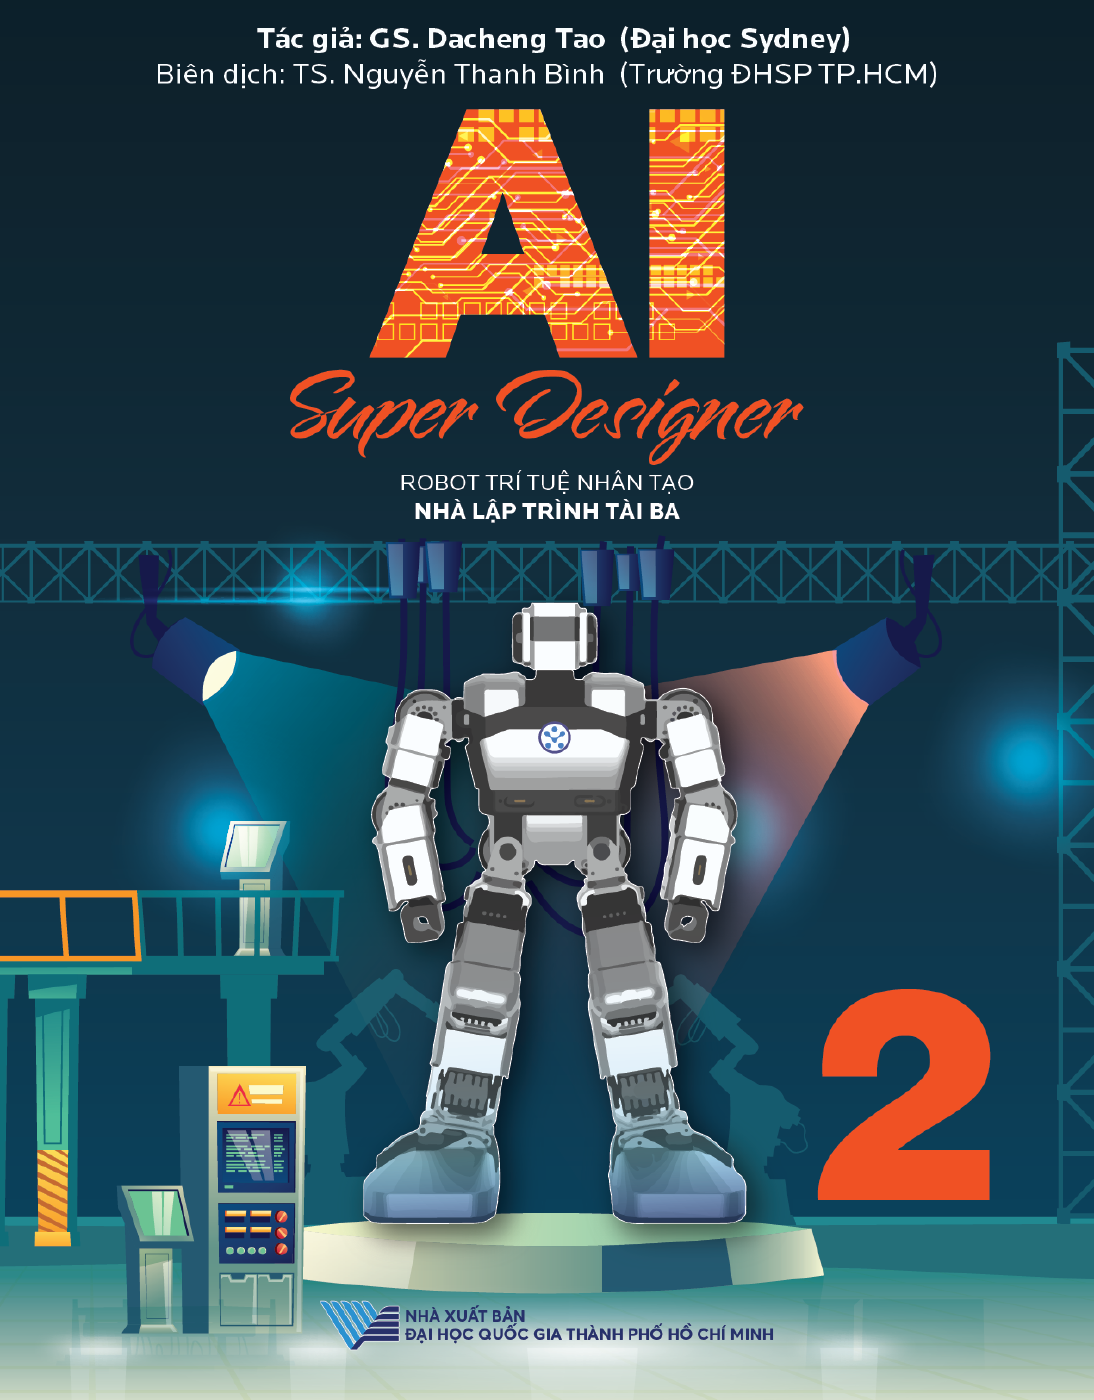 Tác giả: GS. Dacheng Tao (Đại học Sydney)
Biên dịch: TS. Nguyễn Thanh Bình (Trường ĐHSP TP.HCM)
AI
Super Designer
ROBOT TRÍ TUỆ NHÂN TẠO
NHÀ LẬP TRÌNH TÀI BA
2
NHÀ XUẤT BẢN
ĐẠI HỌC QUỐC GIA THÀNH PHỐ HỒ CHÍ MINH